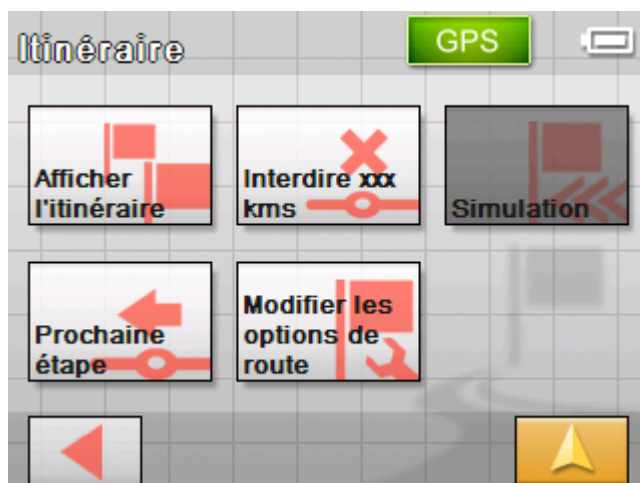 Itinéraire
GPS
Afficher
l'itinéraire
Interdire xxx
kms
Simulation
Prochaine
étape
Modifier les
options de
route